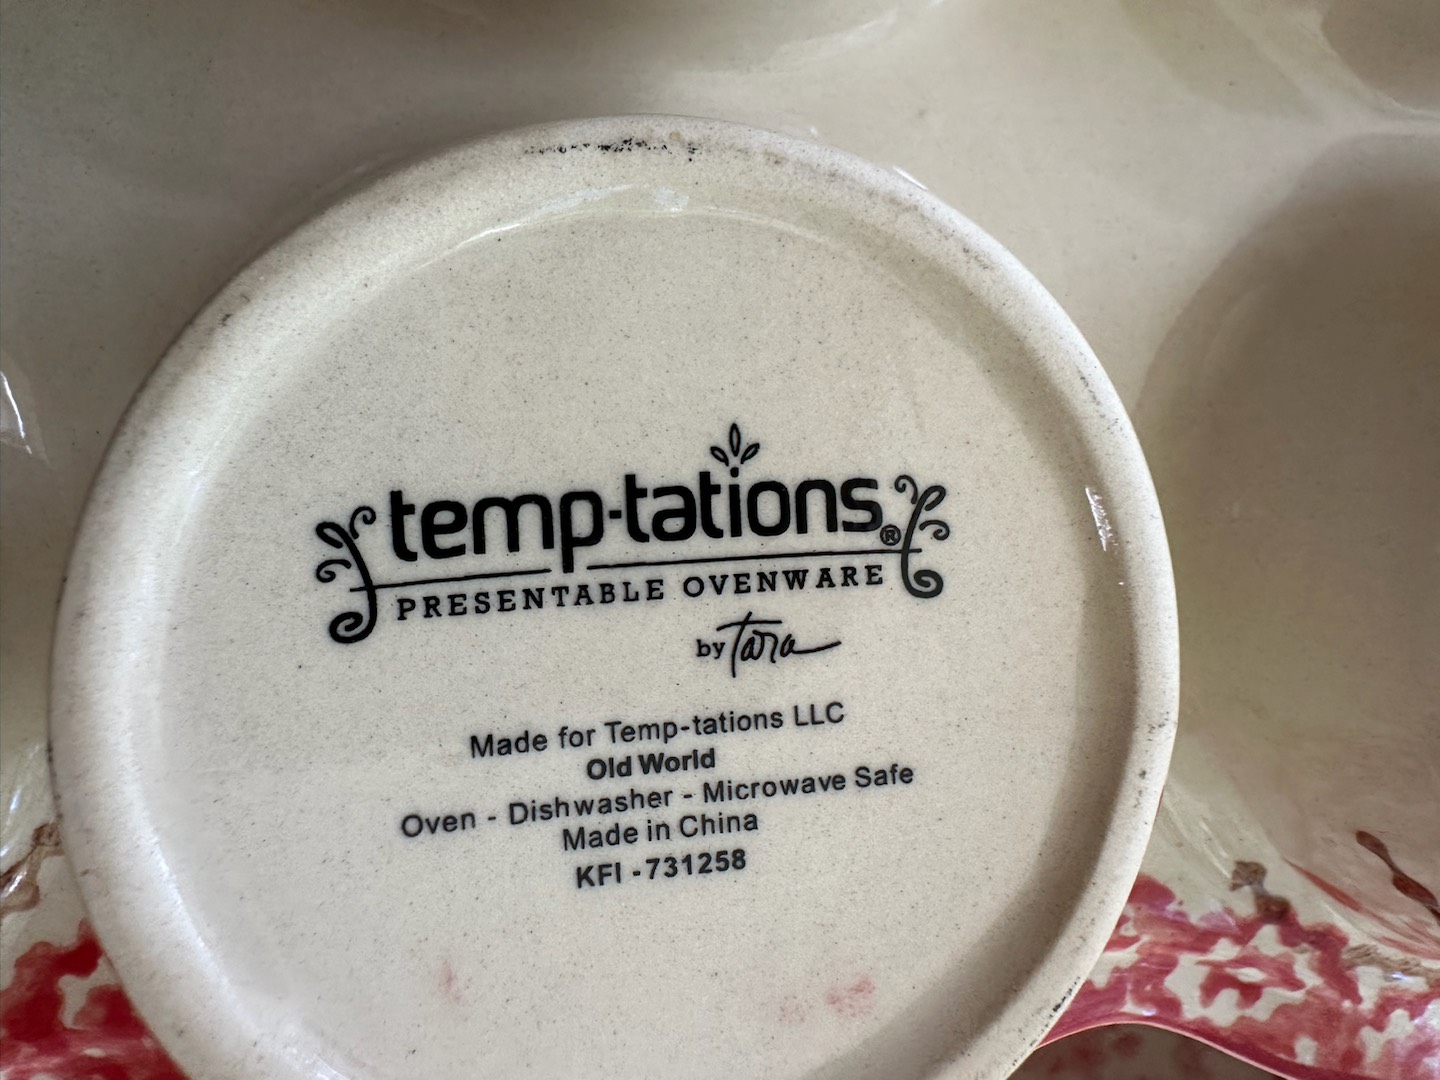 temp-tations®
PRESENTABLE OVENWARE
by Tara
Made for Temp-tations LLC
Old World
Oven - Dishwasher - Microwave Safe
Made in China
KFI - 731258